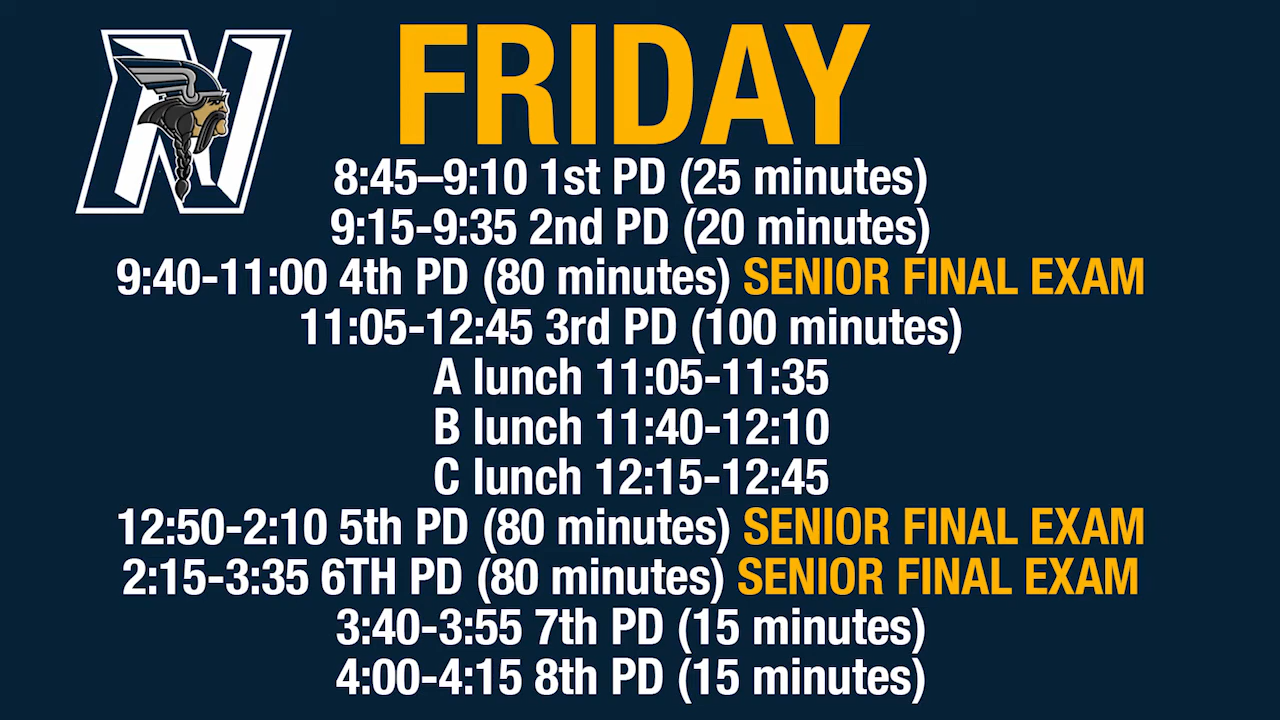 N
FRIDAY
8:45–9:10 1st PD (25 minutes)
9:15-9:35 2nd PD (20 minutes)
9:40-11:00 4th PD (80 minutes) SENIOR FINAL EXAM
11:05-12:45 3rd PD (100 minutes)
A lunch 11:05-11:35
B lunch 11:40-12:10
C lunch 12:15-12:45
12:50-2:10 5th PD (80 minutes) SENIOR FINAL EXAM
2:15-3:35 6TH PD (80 minutes) SENIOR FINAL EXAM
3:40-3:55 7th PD (15 minutes)
4:00-4:15 8th PD (15 minutes)